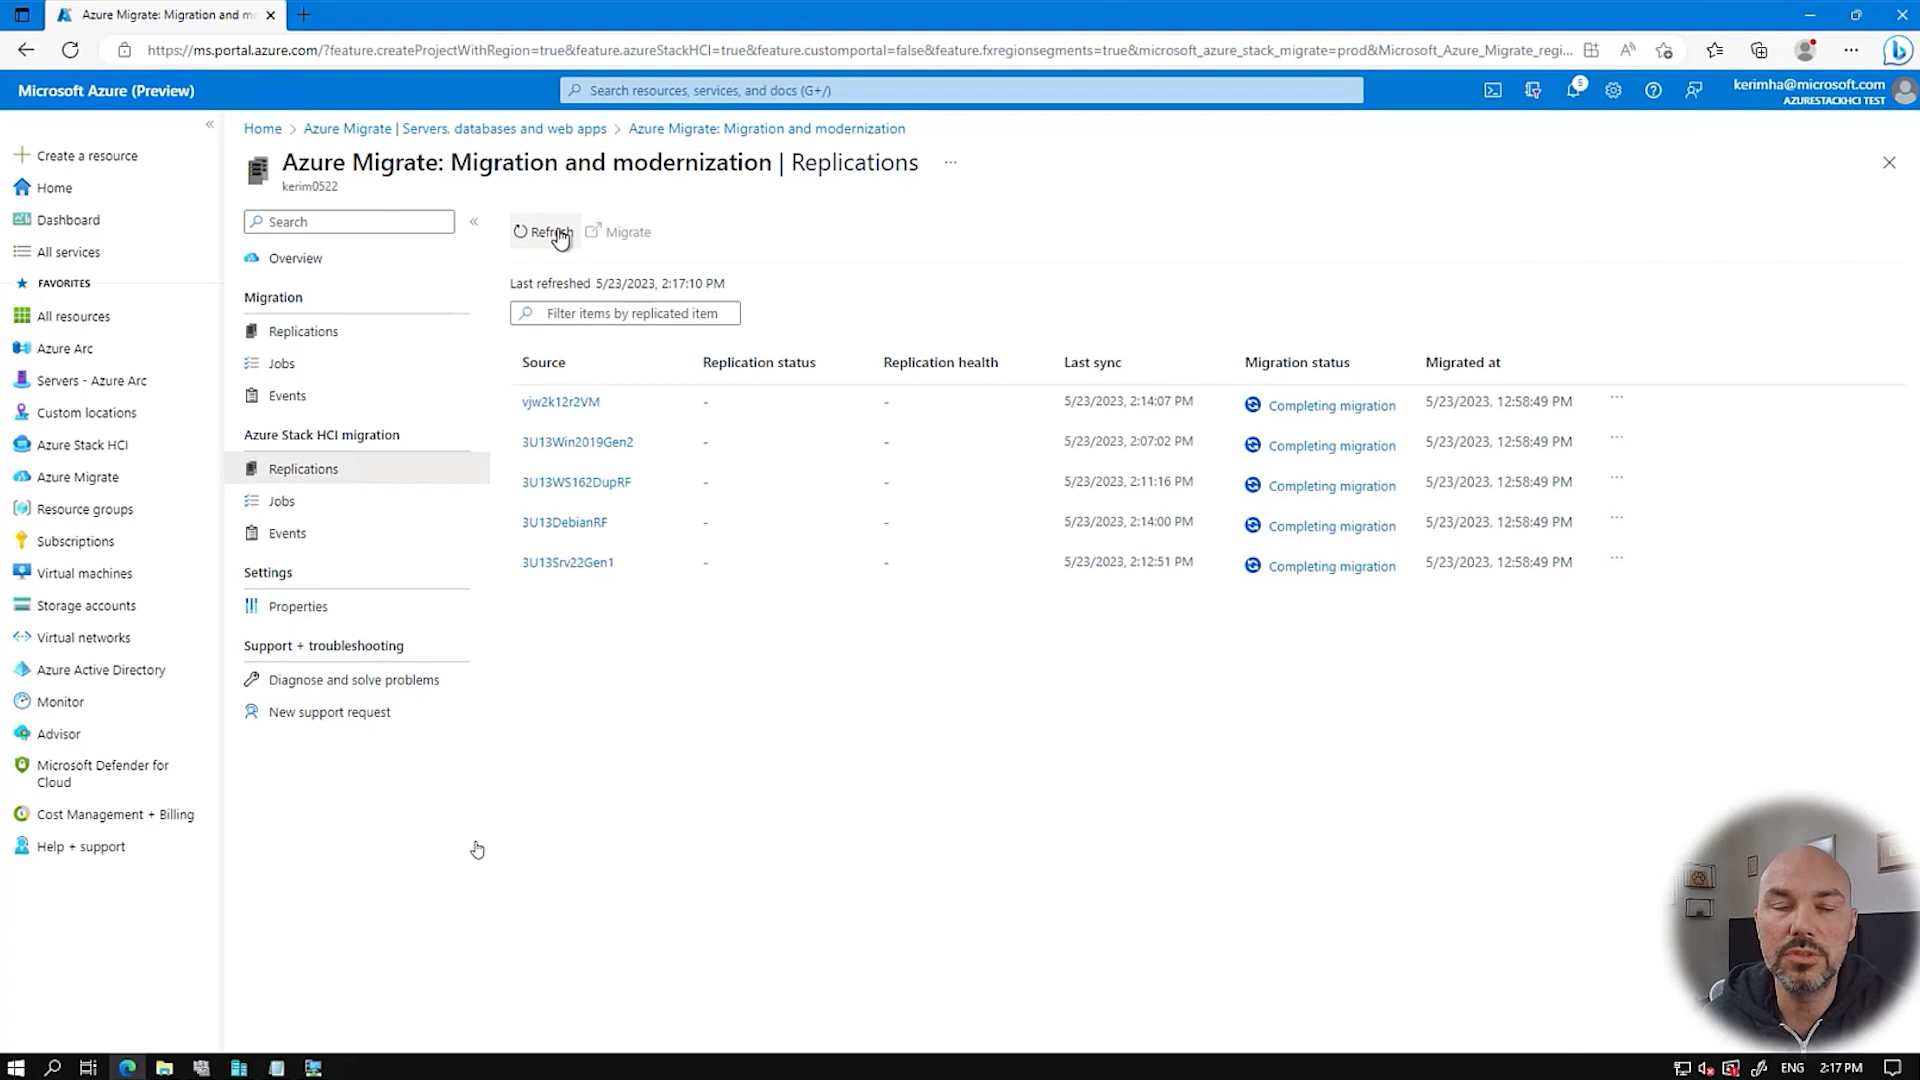 Azure Migrate: Migration and m
https://ms.portal.azure.com/?feature.createProjectWithRegion=true&feature.azureStackHCI=true&feature.customportal=false&feature.fxregionsegments=true&microsoft_azure_stack_migrate=prod&Microsoft_Azure_Migrate_regi...
Microsoft Azure (Preview)
Search resources, services, and docs (G+/)
5
kerimha@microsoft.com
AZURESTACKHCI TEST
Create a resource
Home
Dashboard
All services
FAVORITES
All resources
Azure Arc
Servers - Azure Arc
Custom locations
Azure Stack HCI
Azure Migrate
Resource groups
Subscriptions
Virtual machines
Storage accounts
Virtual networks
Azure Active Directory
Monitor
Advisor
Microsoft Defender for
Cloud
Cost Management + Billing
Help + support
Home > Azure Migrate | Servers, databases and web apps > Azure Migrate: Migration and modernization
Azure Migrate: Migration and modernization | Replications ...
kerim0522
Search
Overview
Migration
Replications
Jobs
Events
Azure Stack HCI migration
Replications
Jobs
Events
Settings
Properties
Support + troubleshooting
Diagnose and solve problems
New support request
Refresh Migrate
Last refreshed 5/23/2023, 2:17:10 PM
Filter items by replicated item
Source Replication status Replication health Last sync Migration status Migrated at
vjw2k12r2VM - - 5/23/2023, 2:14:07 PM Completing migration 5/23/2023, 12:58:49 PM ...
3U13Win2019Gen2 - - 5/23/2023, 2:07:02 PM Completing migration 5/23/2023, 12:58:49 PM ...
3U13WS162DupRF - - 5/23/2023, 2:11:16 PM Completing migration 5/23/2023, 12:58:49 PM ...
3U13DebianRF - - 5/23/2023, 2:14:00 PM Completing migration 5/23/2023, 12:58:49 PM ...
3U13Srv22Gen1 - - 5/23/2023, 2:12:51 PM Completing migration 5/23/2023, 12:58:49 PM ...
ENG 2:17 PM